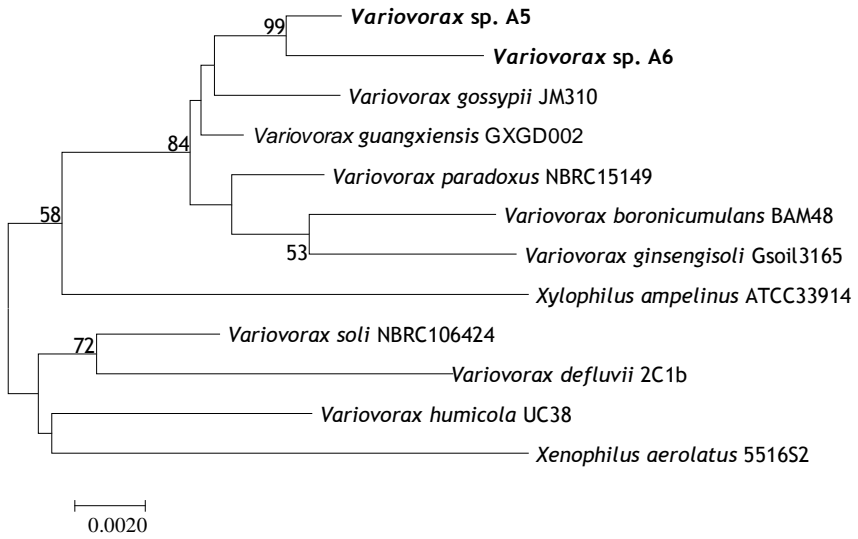 Variovorax sp. A5
99
Variovorax sp. A6
Variovorax gossypii JM310
Variovorax guangxiensis GXGD002
84
Variovorax paradoxus NBRC15149
58
Variovorax boronicumulans BAM48
53
Variovorax ginsengisoli Gsoil3165
Xylophilus ampelinus ATCC33914
Variovorax soli NBRC106424
72
Variovorax defluvii 2C1b
Variovorax humicola UC38
Xenophilus aerolatus 5516S2
0.0020